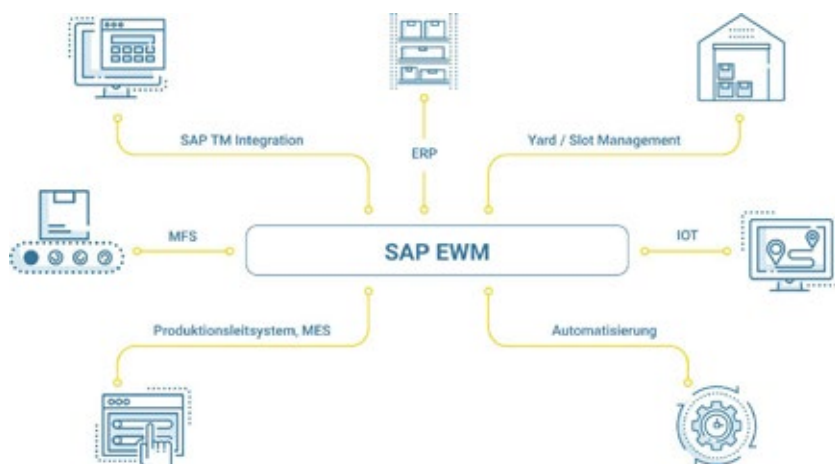 SAP TM Integration
ERP
Yard / Slot Management
MFS
SAP EWM
IOT
Produktionsleitsystem, MES
Automatisierung